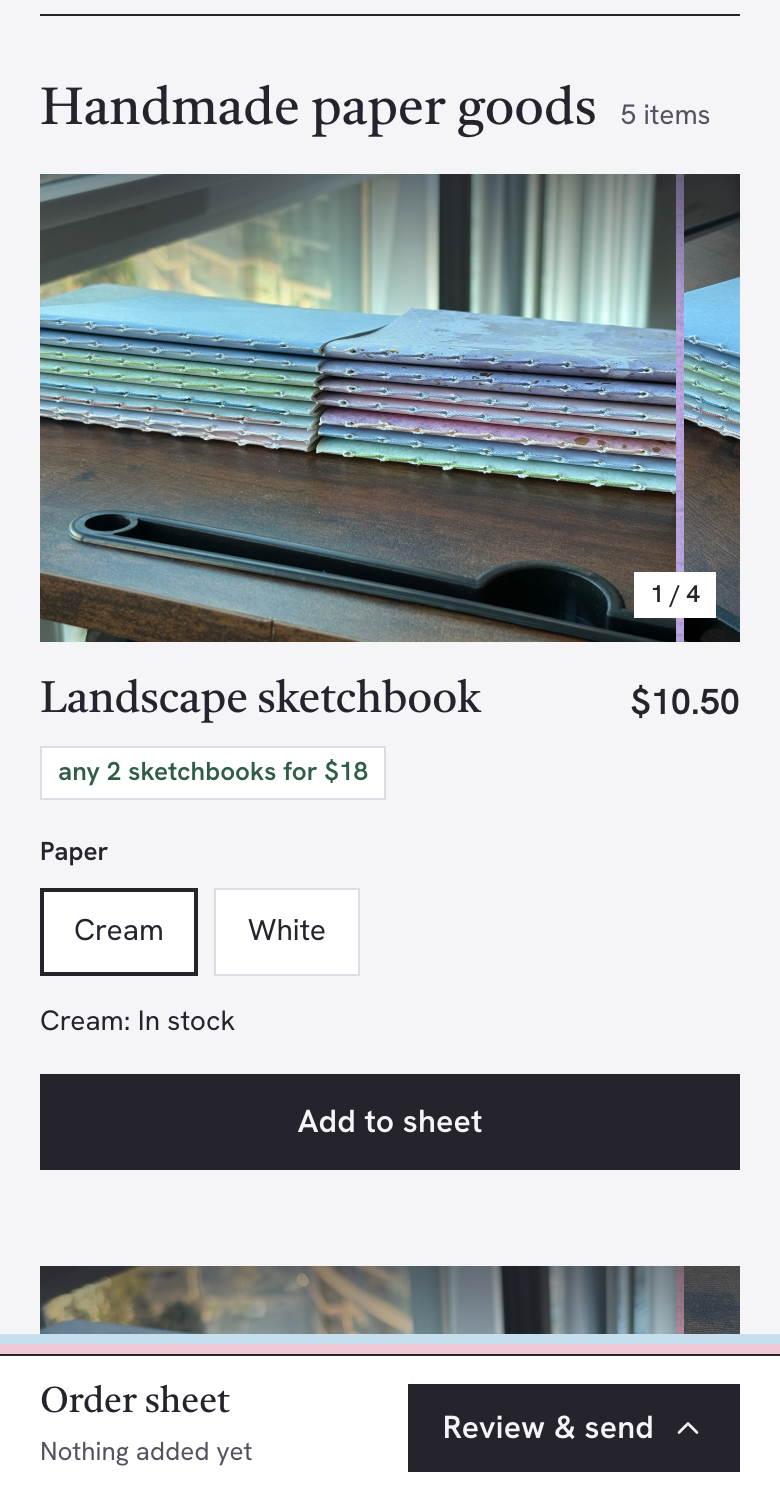 Handmade paper goods 5 items
1 / 4
Landscape sketchbook $10.50
any 2 sketchbooks for $18
Paper
Cream White
Cream: In stock
Add to sheet
Order sheet
Nothing added yet
Review & send